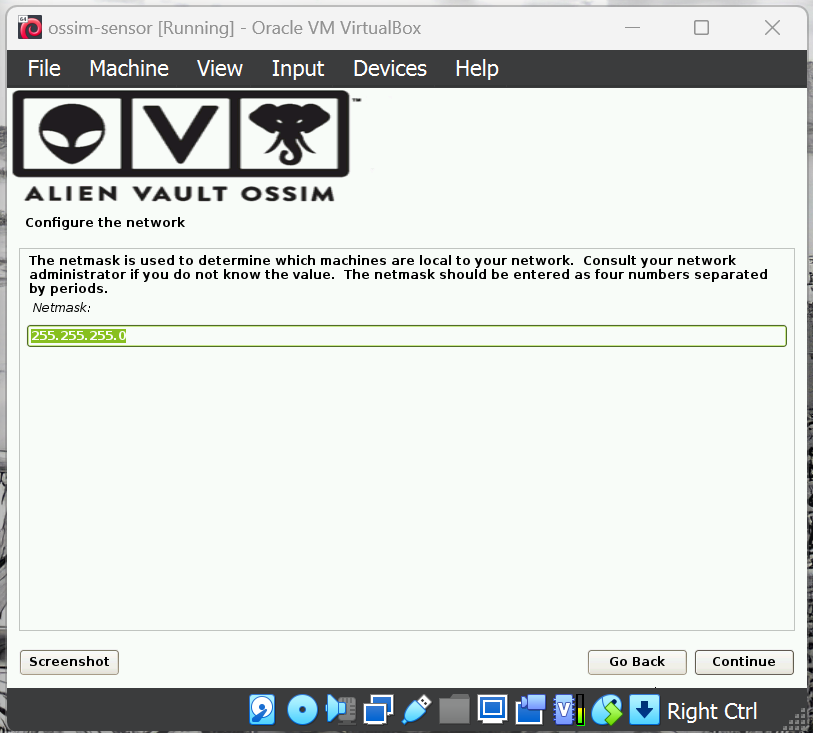 ossim-sensor [Running] - Oracle VM VirtualBox
File Machine View Input Devices Help
V
™
ALIEN VAULT OSSIM
Configure the network
The netmask is used to determine which machines are local to your network.  Consult your network
administrator if you do not know the value.  The netmask should be entered as four numbers separated
by periods.
Netmask:
255.255.255.0
Screenshot Go Back Continue
V Right Ctrl